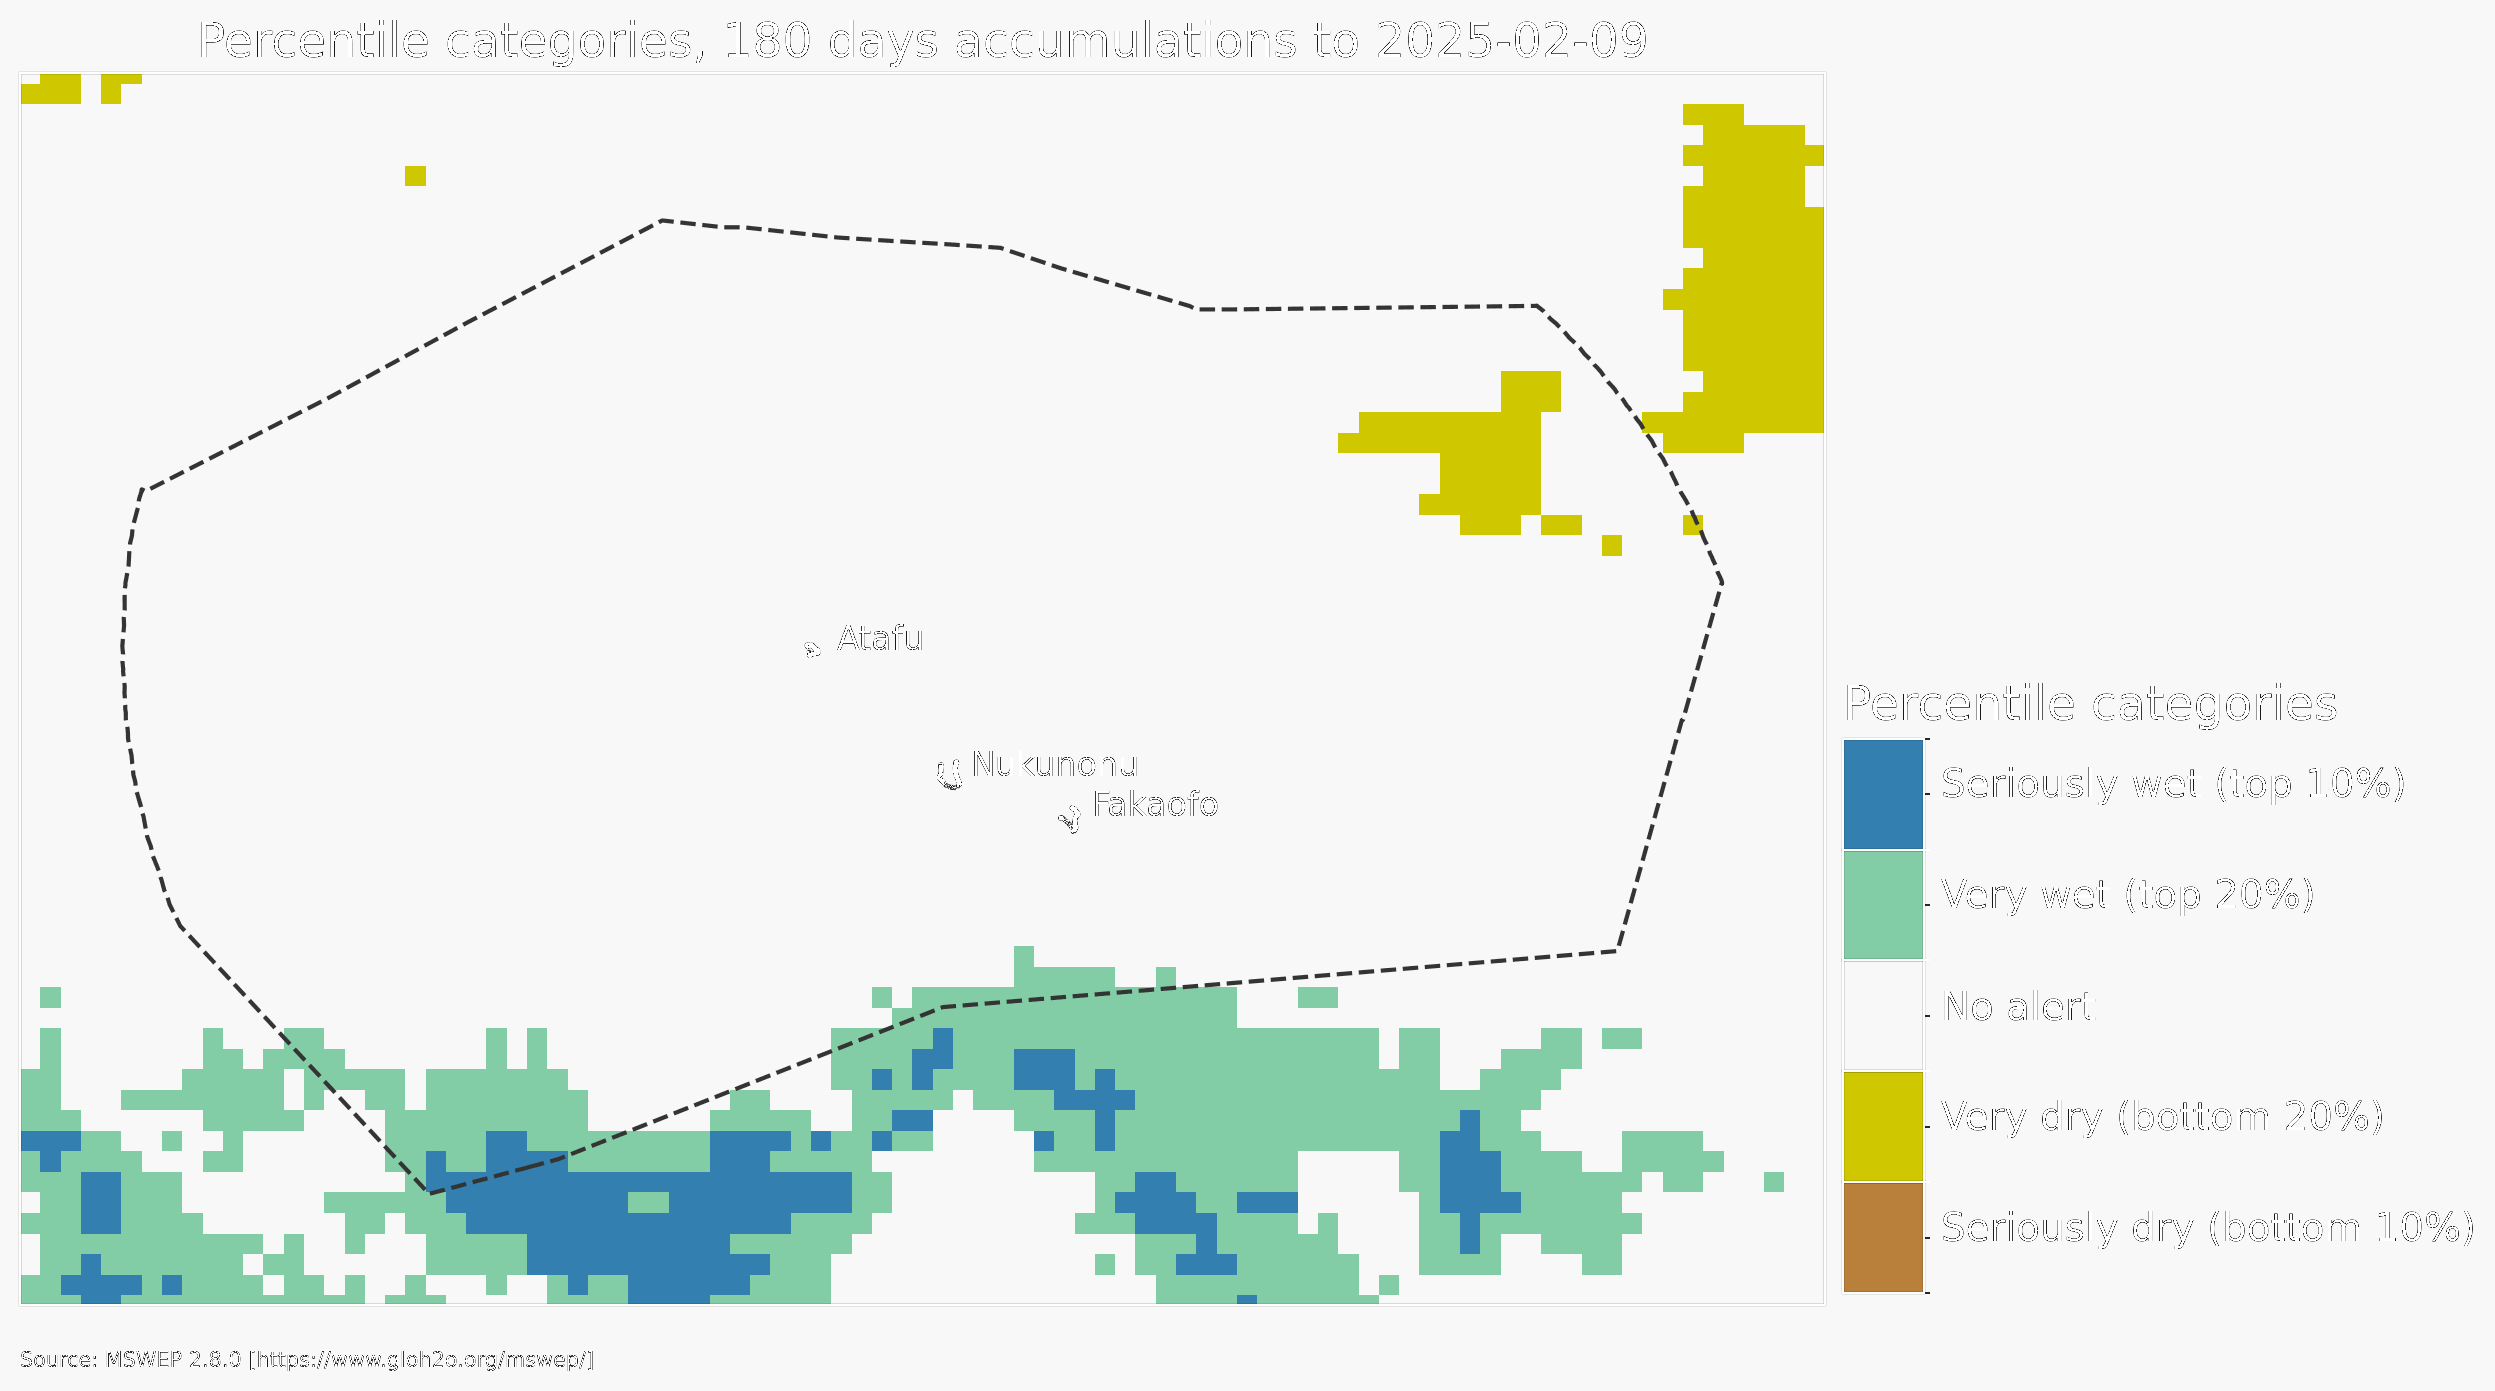 Percentile categories, 180 days accumulations to 2025-02-09
Atafu
Nukunonu
Fakaofo
Percentile categories
Seriously wet (top 10%)
Very wet (top 20%)
No alert
Very dry (bottom 20%)
Seriously dry (bottom 10%)
Source: MSWEP 2.8.0 [https://www.gloh2o.org/mswep/]